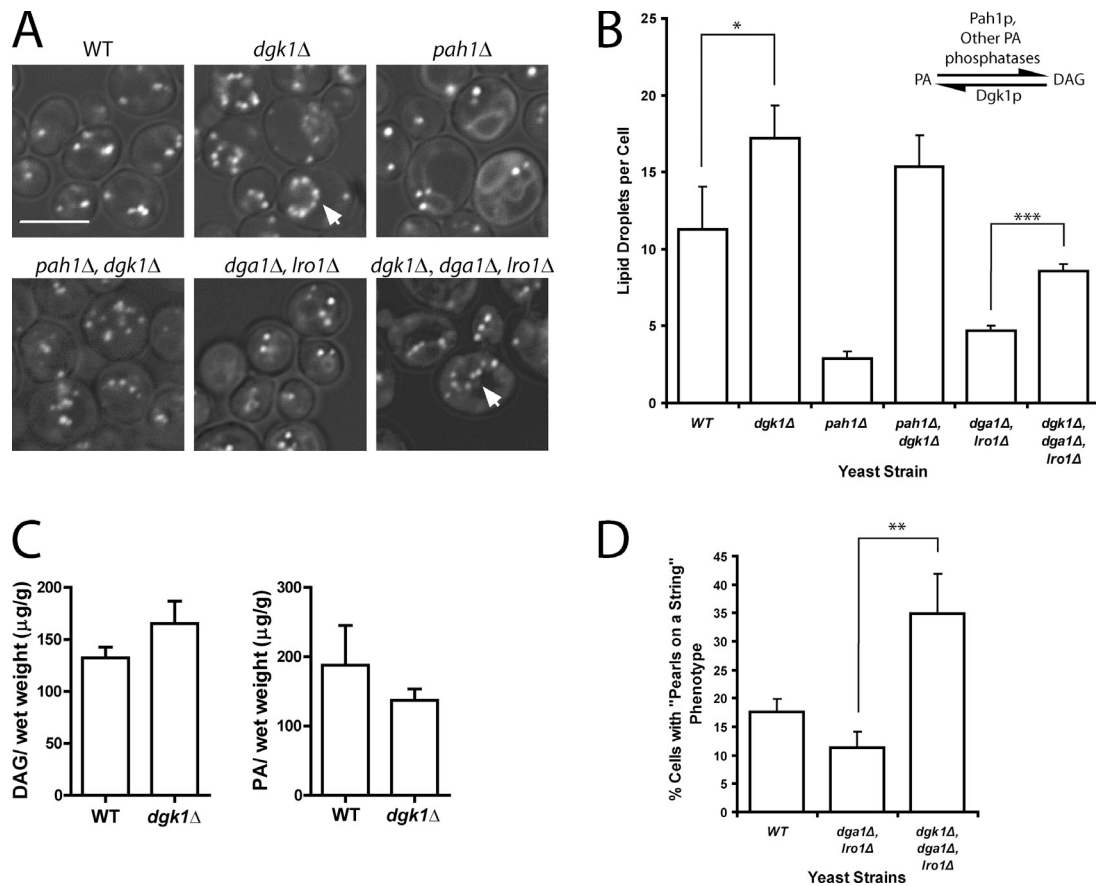 A
WT
dgk1Δ
pah1Δ
pah1Δ, dgk1Δ
dga1Δ, lro1Δ
dgk1Δ, dga1Δ, lro1Δ
B
Lipid Droplets per Cell
25
20
15
10
5
0
*
***
Pah1p,
Other PA
phosphatases
PA
DAG
Dgk1p
WT
dgk1Δ
pah1Δ
pah1Δ,
dgk1Δ
dga1Δ,
lro1Δ
dgk1Δ,
dga1Δ,
lro1Δ
Yeast Strain
C
DAG/ wet weight (µg/g)
200
150
100
50
0
WT
dgk1Δ
PA/ wet weight (µg/g)
300
200
100
0
WT
dgk1Δ
D
% Cells with "Pearls on a String"
Phenotype
45
40
35
30
25
20
15
10
5
0
**
WT
dga1Δ,
lro1Δ
dgk1Δ,
dga1Δ,
lro1Δ
Yeast Strains